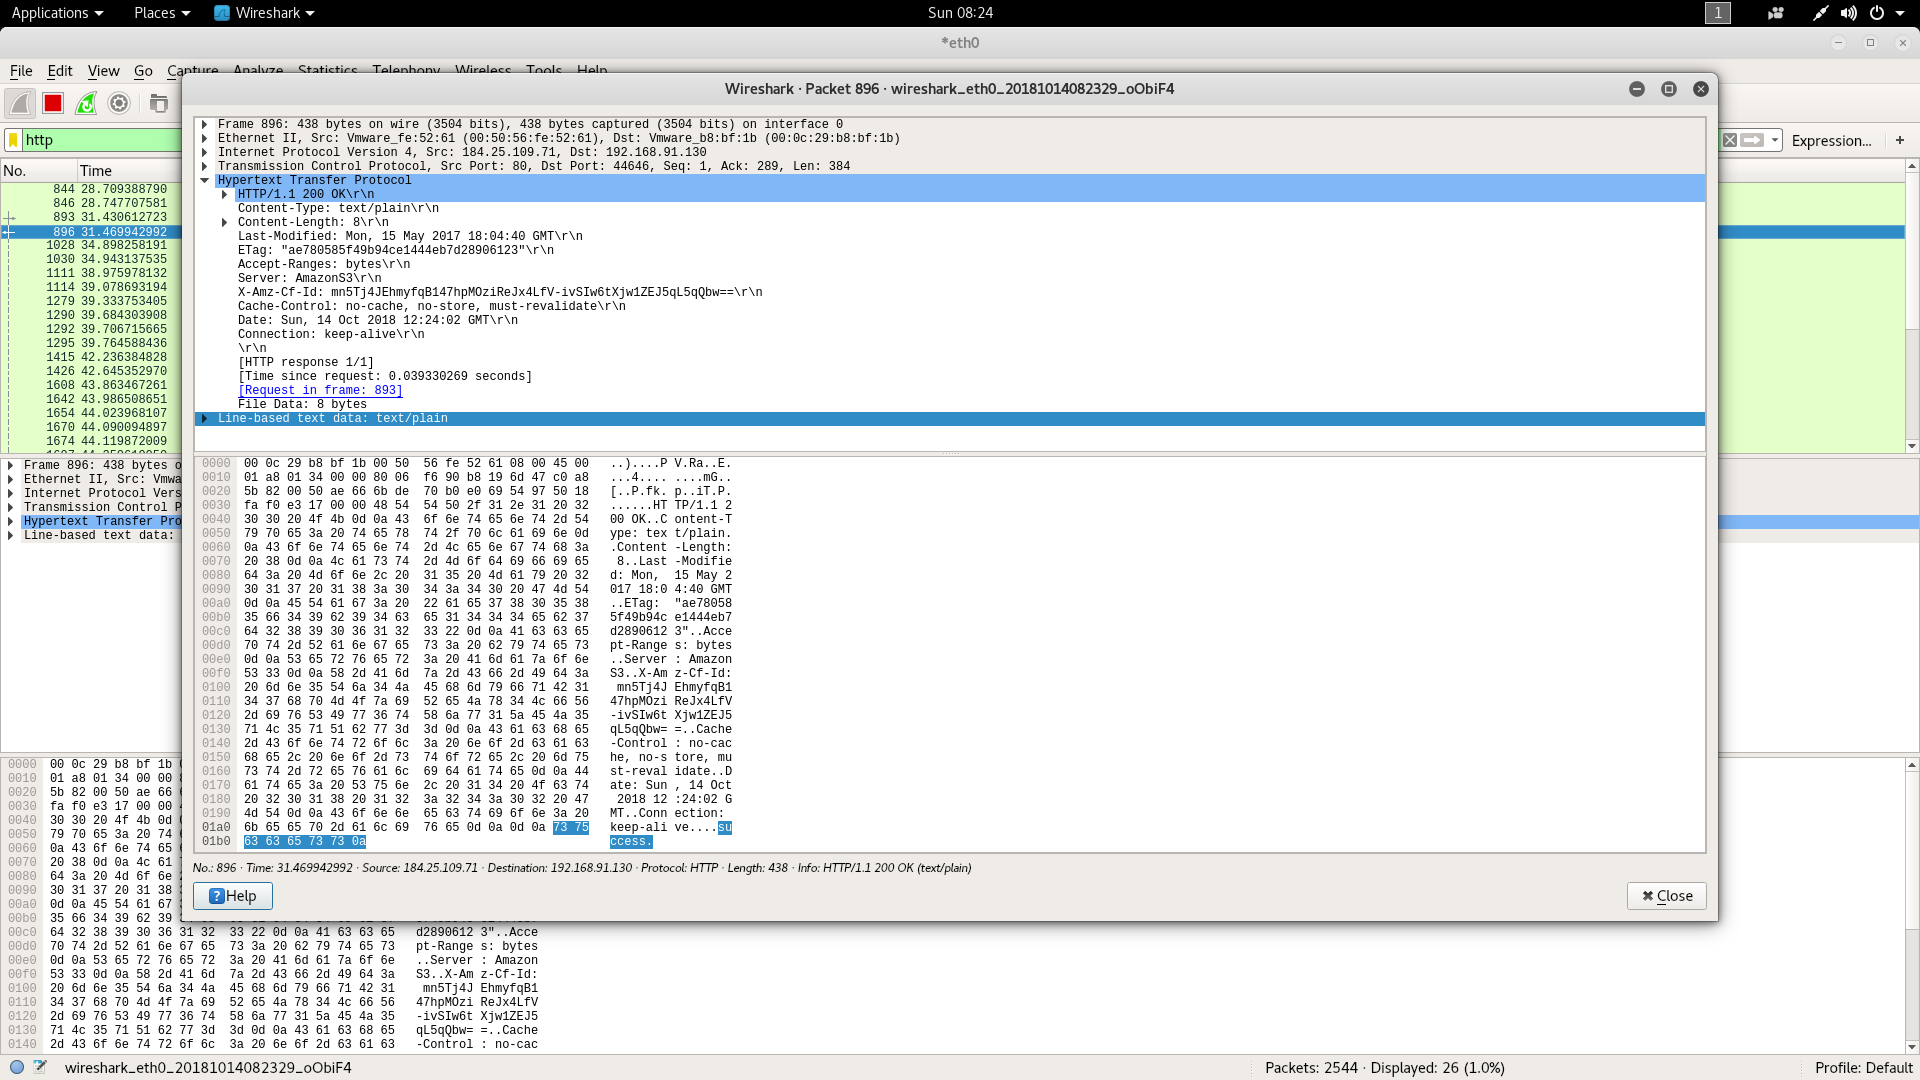 Applications Places Wireshark Sun 08:24 1
*eth0
File Edit View Go Capture Analyze Statistics Telephony Wireless Tools Help
Wireshark · Packet 896 · wireshark_eth0_20181014082329_oObiF4
http Expression... +
No. Time
844 28.709388790
846 28.747707581
893 31.430612723
896 31.469942992
1028 34.898258191
1030 34.943137535
1111 38.975978132
1114 39.078693194
1279 39.333753405
1290 39.684303908
1292 39.706715665
1295 39.764588436
1415 42.236384828
1426 42.645352970
1608 43.863467261
1642 43.986508651
1654 44.023968107
1670 44.090094897
1674 44.119872009
Frame 896: 438 bytes o
Ethernet II, Src: Vmwa
Internet Protocol Vers
Transmission Control P
Hypertext Transfer Pro
Line-based text data:
Frame 896: 438 bytes on wire (3504 bits), 438 bytes captured (3504 bits) on interface 0
Ethernet II, Src: Vmware_fe:52:61 (00:50:56:fe:52:61), Dst: Vmware_b8:bf:1b (00:0c:29:b8:bf:1b)
Internet Protocol Version 4, Src: 184.25.109.71, Dst: 192.168.91.130
Transmission Control Protocol, Src Port: 80, Dst Port: 44646, Seq: 1, Ack: 289, Len: 384
Hypertext Transfer Protocol
HTTP/1.1 200 OK\r\n
Content-Type: text/plain\r\n
Content-Length: 8\r\n
Last-Modified: Mon, 15 May 2017 18:04:40 GMT\r\n
ETag: "ae780585f49b94ce1444eb7d28906123"\r\n
Accept-Ranges: bytes\r\n
Server: AmazonS3\r\n
X-Amz-Cf-Id: mn5Tj4JEhmyfqB147hpMOziReJx4LfV-ivSIw6tXjw1ZEJ5qL5qQbw==\r\n
Cache-Control: no-cache, no-store, must-revalidate\r\n
Date: Sun, 14 Oct 2018 12:24:02 GMT\r\n
Connection: keep-alive\r\n
\r\n
[HTTP response 1/1]
[Time since request: 0.039330269 seconds]
[Request in frame: 893]
File Data: 8 bytes
Line-based text data: text/plain
0000 00 0c 29 b8 bf 1b 00 50 56 fe 52 61 08 00 45 00 ..)....P V.Ra..E.
0010 01 a8 01 34 00 00 80 06 f6 90 b8 19 6d 47 c0 a8 ...4.... ....mG..
0020 5b 82 00 50 ae 66 6b de 70 b0 e0 69 54 97 50 18 [..P.fk. p..iT.P.
0030 fa f0 e3 17 00 00 48 54 54 50 2f 31 2e 31 20 32 ......HT TP/1.1 2
0040 30 30 20 4f 4b 0d 0a 43 6f 6e 74 65 6e 74 2d 54 00 OK..C ontent-T
0050 79 70 65 3a 20 74 65 78 74 2f 70 6c 61 69 6e 0d ype: tex t/plain.
0060 0a 43 6f 6e 74 65 6e 74 2d 4c 65 6e 67 74 68 3a .Content -Length:
0070 20 38 0d 0a 4c 61 73 74 2d 4d 6f 64 69 66 69 65 8..Last -Modifie
0080 64 3a 20 4d 6f 6e 2c 20 31 35 20 4d 61 79 20 32 d: Mon, 15 May 2
0090 30 31 37 20 31 38 3a 30 34 3a 34 30 20 47 4d 54 017 18:0 4:40 GMT
00a0 0d 0a 45 54 61 67 3a 20 22 61 65 37 38 30 35 38 ..ETag: "ae78058
00b0 35 66 34 39 62 39 34 63 65 31 34 34 34 65 62 37 5f49b94c e1444eb7
00c0 64 32 38 39 30 36 31 32 33 22 0d 0a 41 63 63 65 d2890612 3"..Acce
00d0 70 74 2d 52 61 6e 67 65 73 3a 20 62 79 74 65 73 pt-Range s: bytes
00e0 0d 0a 53 65 72 76 65 72 3a 20 41 6d 61 7a 6f 6e ..Server : Amazon
00f0 53 33 0d 0a 58 2d 41 6d 7a 2d 43 66 2d 49 64 3a S3..X-Am z-Cf-Id:
0100 20 6d 6e 35 54 6a 34 4a 45 68 6d 79 66 71 42 31 mn5Tj4J EhmyfqB1
0110 34 37 68 70 4d 4f 7a 69 52 65 4a 78 34 4c 66 56 47hpMOzi ReJx4LfV
0120 2d 69 76 53 49 77 36 74 58 6a 77 31 5a 45 4a 35 -ivSIw6t Xjw1ZEJ5
0130 71 4c 35 71 51 62 77 3d 3d 0d 0a 43 61 63 68 65 qL5qQbw= =..Cache
0140 2d 43 6f 6e 74 72 6f 6c 3a 20 6e 6f 2d 63 61 63 -Control : no-cac
0150 68 65 2c 20 6e 6f 2d 73 74 6f 72 65 2c 20 6d 75 he, no-s tore, mu
0160 73 74 2d 72 65 76 61 6c 69 64 61 74 65 0d 0a 44 st-reval idate..D
0170 61 74 65 3a 20 53 75 6e 2c 20 31 34 20 4f 63 74 ate: Sun , 14 Oct
0180 20 32 30 31 38 20 31 32 3a 32 34 3a 30 32 20 47 2018 12 :24:02 G
0190 4d 54 0d 0a 43 6f 6e 6e 65 63 74 69 6f 6e 3a 20 MT..Conn ection:
01a0 6b 65 65 70 2d 61 6c 69 76 65 0d 0a 0d 0a 73 75 keep-ali ve....su
01b0 63 63 65 73 73 0a ccess.
No.: 896 · Time: 31.469942992 · Source: 184.25.109.71 · Destination: 192.168.91.130 · Protocol: HTTP · Length: 438 · Info: HTTP/1.1 200 OK (text/plain)
Help Close
0000 00 0c 29 b8 bf 1b
0010 01 a8 01 34 00 00
0020 5b 82 00 50 ae 66
0030 fa f0 e3 17 00 00
0040 30 30 20 4f 4b 0d
0050 79 70 65 3a 20 74
0060 0a 43 6f 6e 74 65
0070 20 38 0d 0a 4c 61
0080 64 3a 20 4d 6f 6e
0090 30 31 37 20 31 38
00a0 0d 0a 45 54 61 67
00b0 35 66 34 39 62 39
00c0 64 32 38 39 30 36 31 32 33 22 0d 0a 41 63 63 65 d2890612 3"..Acce
00d0 70 74 2d 52 61 6e 67 65 73 3a 20 62 79 74 65 73 pt-Range s: bytes
00e0 0d 0a 53 65 72 76 65 72 3a 20 41 6d 61 7a 6f 6e ..Server : Amazon
00f0 53 33 0d 0a 58 2d 41 6d 7a 2d 43 66 2d 49 64 3a S3..X-Am z-Cf-Id:
0100 20 6d 6e 35 54 6a 34 4a 45 68 6d 79 66 71 42 31 mn5Tj4J EhmyfqB1
0110 34 37 68 70 4d 4f 7a 69 52 65 4a 78 34 4c 66 56 47hpMOzi ReJx4LfV
0120 2d 69 76 53 49 77 36 74 58 6a 77 31 5a 45 4a 35 -ivSIw6t Xjw1ZEJ5
0130 71 4c 35 71 51 62 77 3d 3d 0d 0a 43 61 63 68 65 qL5qQbw= =..Cache
0140 2d 43 6f 6e 74 72 6f 6c 3a 20 6e 6f 2d 63 61 63 -Control : no-cac
wireshark_eth0_20181014082329_oObiF4 Packets: 2544 · Displayed: 26 (1.0%) Profile: Default